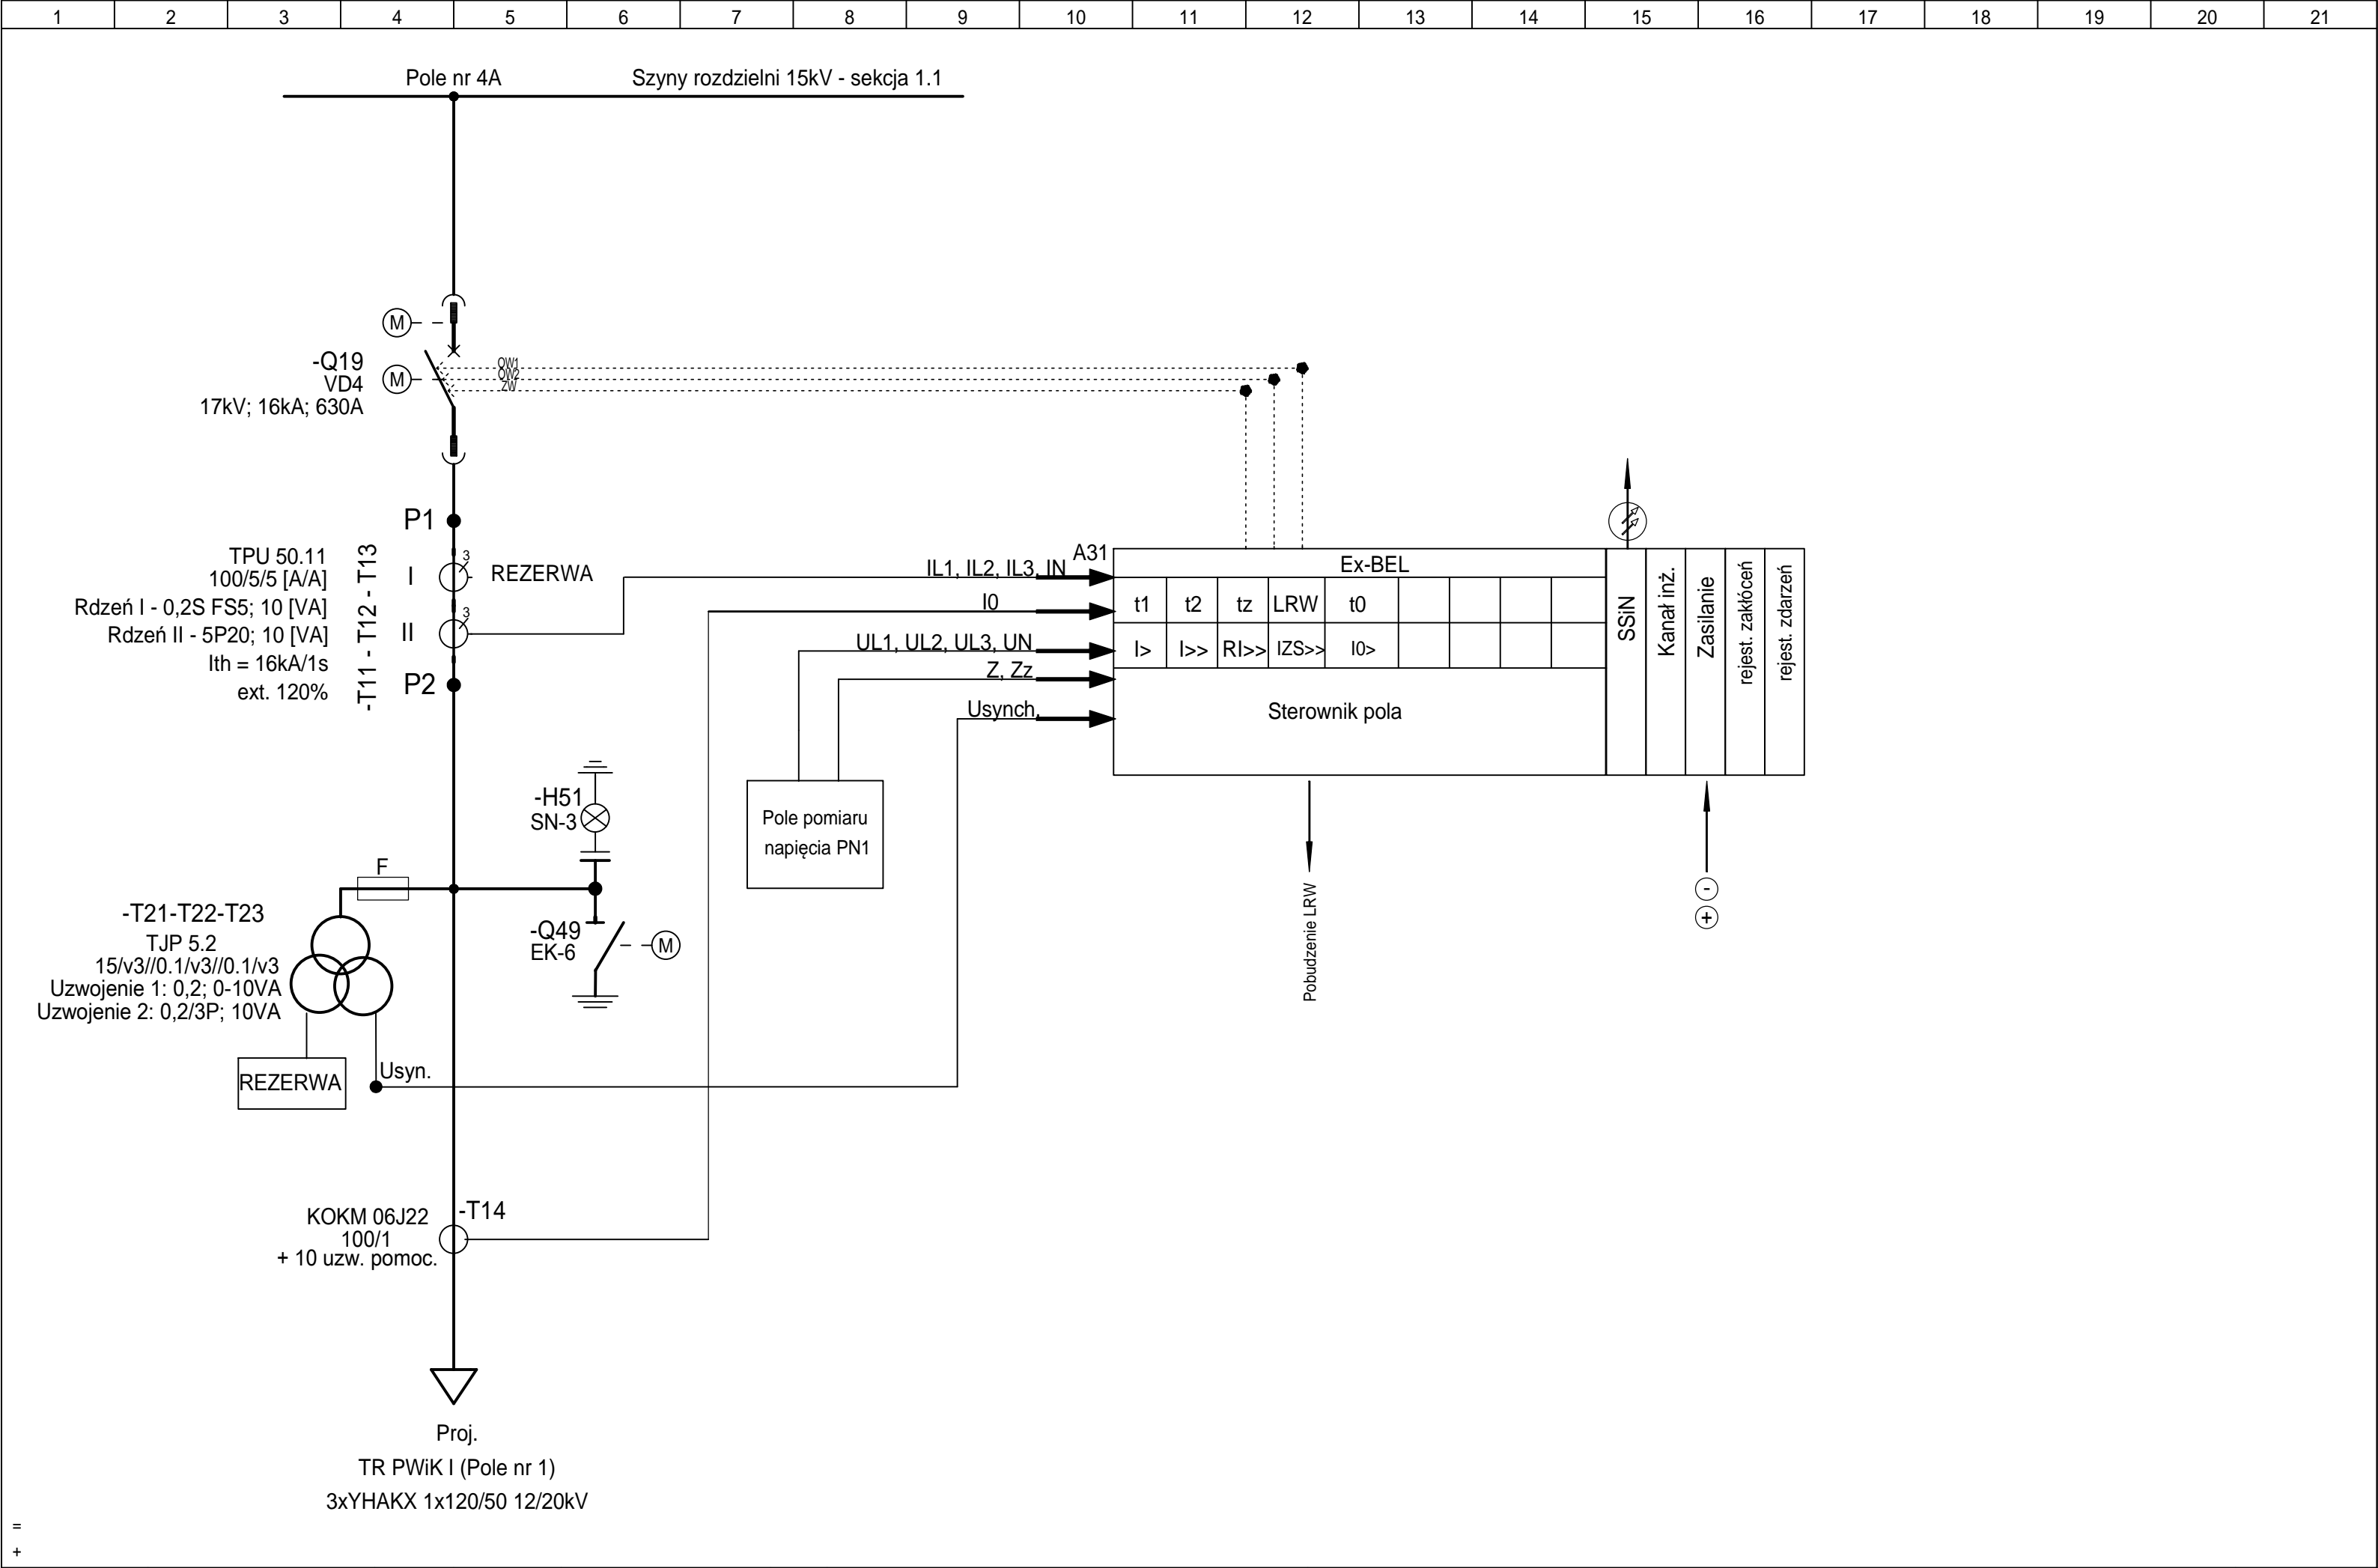 1 2 3 4 5 6 7 8 9 10 11 12 13 14 15 16 17 18 19 20 21
Pole nr 4A
Szyny rozdzielni 15kV - sekcja 1.1
M
-Q19
VD4
17kV; 16kA; 630A
M
OW1
OW2
ZW
P1
TPU 50.11
100/5/5 [A/A]
Rdzeń I - 0,2S FS5; 10 [VA]
Rdzeń II - 5P20; 10 [VA]
Ith = 16kA/1s
ext. 120%
-T11 - T12 - T13
I
3
REZERWA
II
3
P2
IL1, IL2, IL3, IN
I0
UL1, UL2, UL3, UN
Z, Zz
Usynch.
A31
Ex-BEL
t1 t2 tz LRW t0
I> I>> RI>> IZS>> I0>
Sterownik pola
SSiN
Kanał inż.
Zasilanie
rejest. zakłóceń
rejest. zdarzeń
-H51
SN-3
Pole pomiaru
napięcia PN1
Pobudzenie LRW
-
+
F
-T21-T22-T23
TJP 5.2
15/v3//0.1/v3//0.1/v3
Uzwojenie 1: 0,2; 0-10VA
Uzwojenie 2: 0,2/3P; 10VA
-Q49
EK-6
M
REZERWA
Usyn.
-T14
KOKM 06J22
100/1
+ 10 uzw. pomoc.
Proj.
TR PWiK I (Pole nr 1)
3xYHAKX 1x120/50 12/20kV
=
+